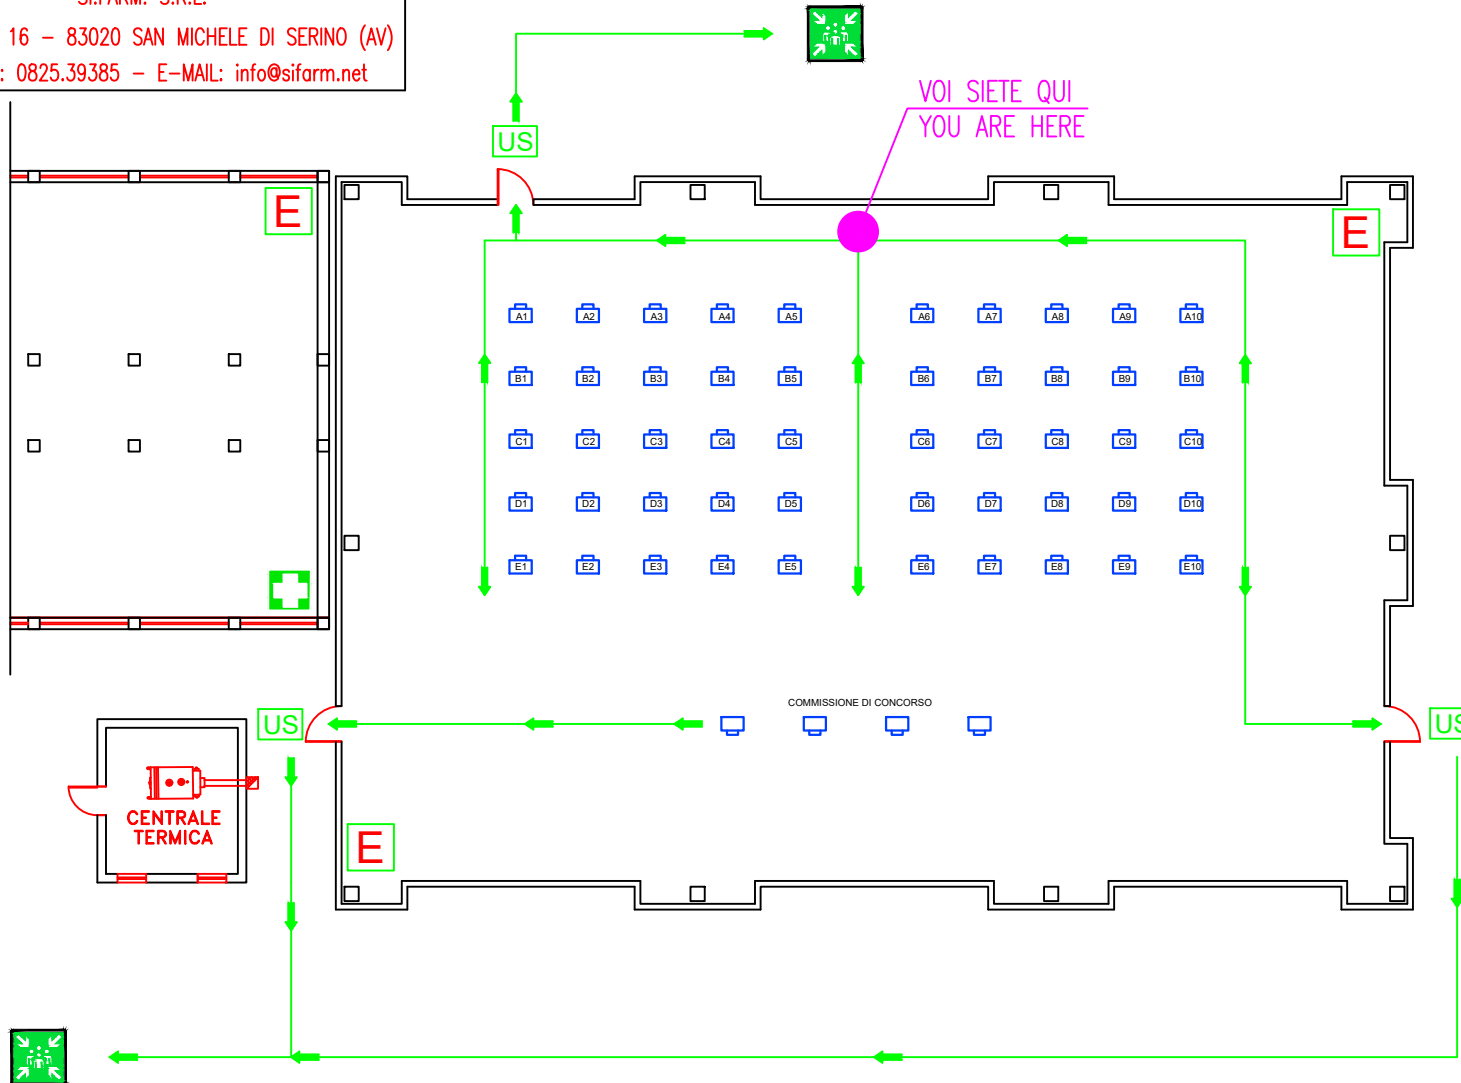 SI.FARM. S.R.L.
16 - 83020 SAN MICHELE DI SERINO (AV)
: 0825.39385 - E-MAIL: info@sifarm.net
VOI SIETE QUI
YOU ARE HERE
US
E
E
A1 A2 A3 A4 A5 A6 A7 A8 A9 A10
B1 B2 B3 B4 B5 B6 B7 B8 B9 B10
C1 C2 C3 C4 C5 C6 C7 C8 C9 C10
D1 D2 D3 D4 D5 D6 D7 D8 D9 D10
E1 E2 E3 E4 E5 E6 E7 E8 E9 E10
COMMISSIONE DI CONCORSO
US
US
CENTRALE
TERMICA
E